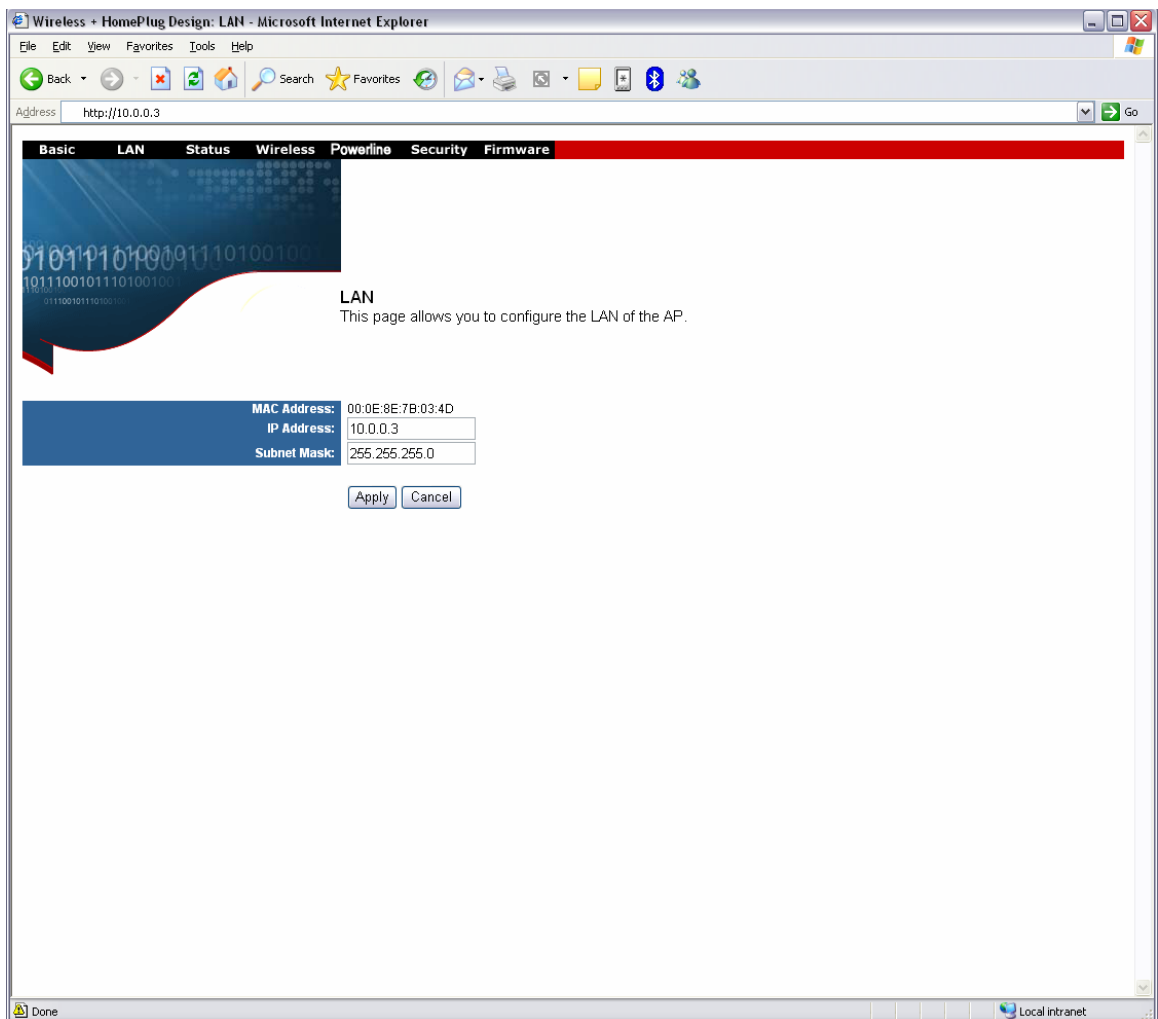 Wireless + HomePlug Design: LAN - Microsoft Internet Explorer
File Edit View Favorites Tools Help
Back Search Favorites
Address http://10.0.0.3 Go
Basic LAN Status Wireless Powerline Security Firmware
LAN
This page allows you to configure the LAN of the AP.
MAC Address: 00:0E:8E:7B:03:4D
IP Address: 10.0.0.3
Subnet Mask: 255.255.255.0
Apply Cancel
Done Local intranet